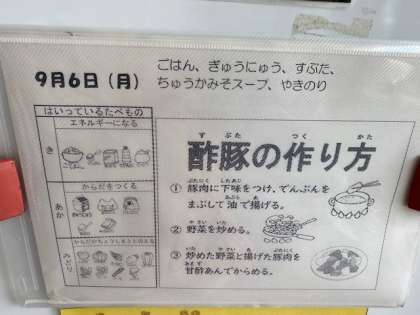 9月6日（月）
ごはん、ぎゅうにゅう、すぶた、
ちゅうかみそスープ、やきのり
はいっているたべもの
エネルギーになる
き
からだをつくる
あか
みどり
酢豚の作り方
① 豚肉に下味をつけ、でんぷんを
まぶして油で揚げる。
② 野菜を炒める。
③ 炒めた野菜と揚げた豚肉を
甘酢あんでからめる。